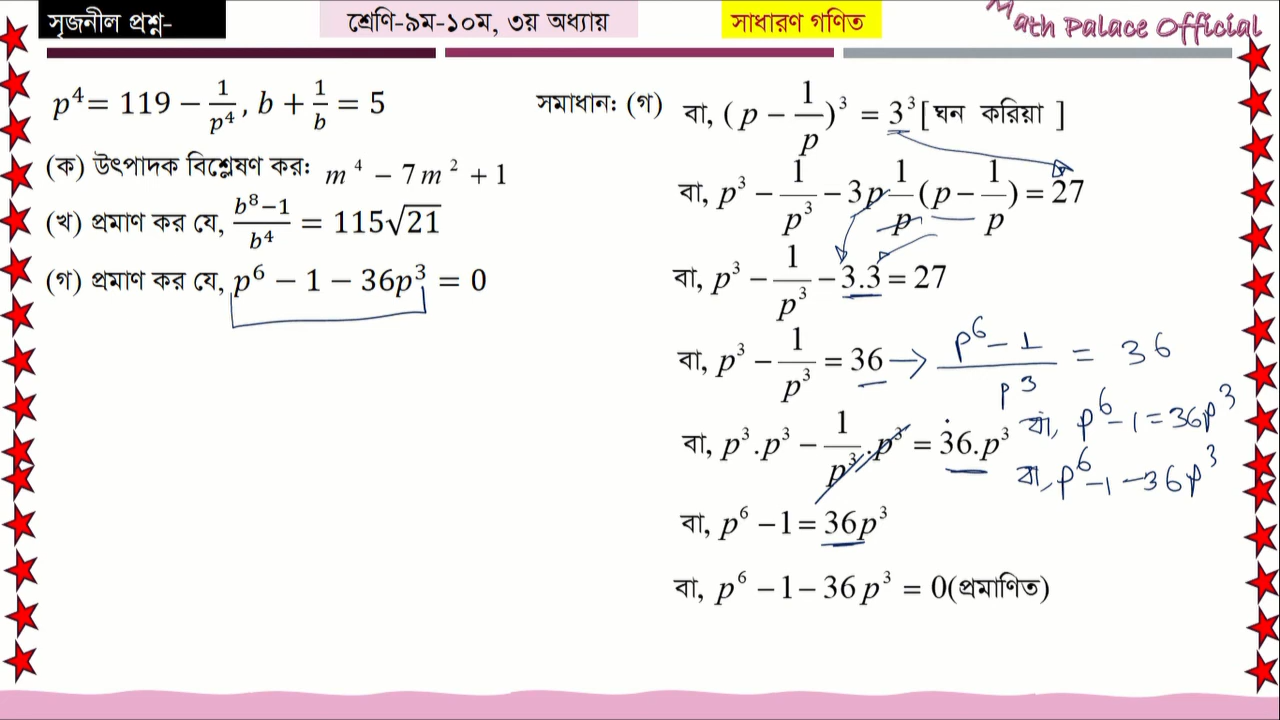 সৃজনীল প্রশ্ন-
শ্রেণি-৯ম-১০ম, ৩য় অধ্যায়
সাধারণ গণিত
Math Palace Official
p⁴= 119 − 1/p⁴, b + 1/b = 5
(ক) উৎপাদক বিশ্লেষণ কর: m⁴ − 7m² + 1
(খ) প্রমাণ কর যে, (b⁸−1)/b⁴ = 115√21
(গ) প্রমাণ কর যে, p⁶ − 1 − 36p³ = 0
সমাধান: (গ) বা, (p − 1/p)³ = 3³ [ঘন করিয়া ]
বা, p³ − 1/p³ − 3p 1/p (p − 1/p) = 27
বা, p³ − 1/p³ − 3.3 = 27
বা, p³ − 1/p³ = 36 → (p⁶ − 1)/p³ = 36
বা, p³.p³ − 1/p³ .p³ = 36.p³
বা, p⁶ − 1 = 36p³
বা, p⁶ − 1 − 36p³ = 0(প্রমাণিত)
বা, p⁶ − 1 = 36p³
বা, p⁶ − 1 − 36p³